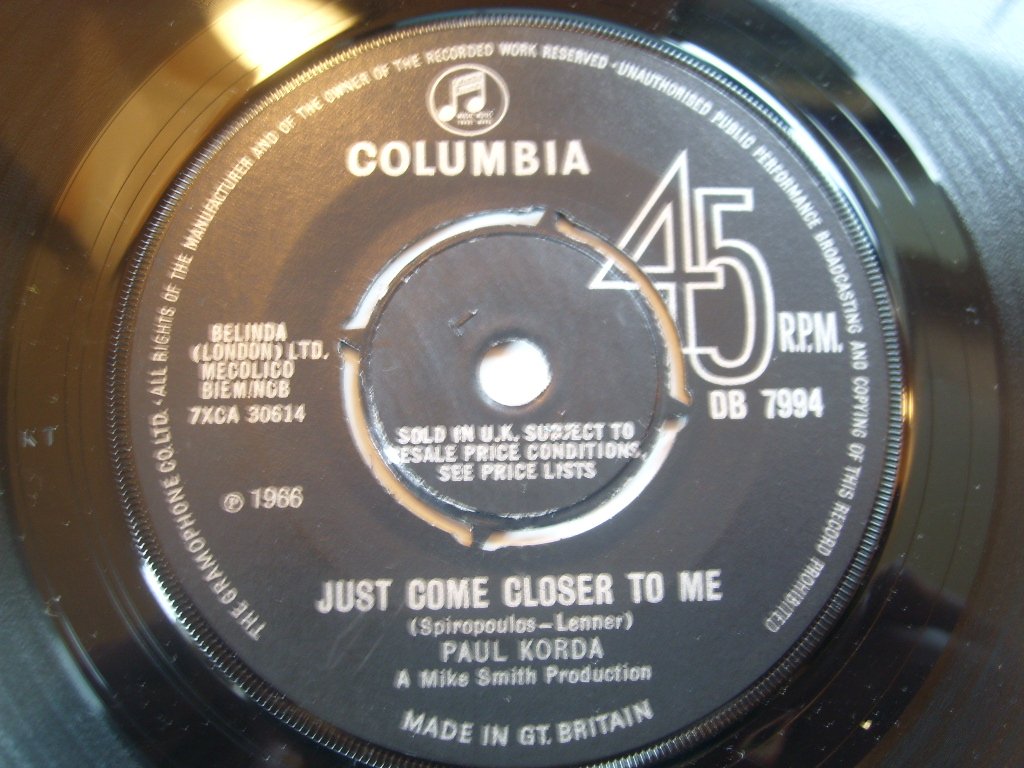 THE GRAMOPHONE CO. LTD. · ALL RIGHTS OF THE MANUFACTURER AND OF THE OWNER OF THE RECORDED WORK RESERVED · UNAUTHORISED PUBLIC PERFORMANCE BROADCASTING AND COPYING OF THIS RECORD PROHIBITED
COLUMBIA
45
R.P.M.
DB 7994
BELINDA
(LONDON) LTD.
MECOLICO
BIEM/NCB
7XCA 30614
SOLD IN U.K. SUBJECT TO
RESALE PRICE CONDITIONS,
SEE PRICE LISTS
℗ 1966
KT
JUST COME CLOSER TO ME
(Spiropoulos-Lenner)
PAUL KORDA
A Mike Smith Production
MADE IN GT. BRITAIN